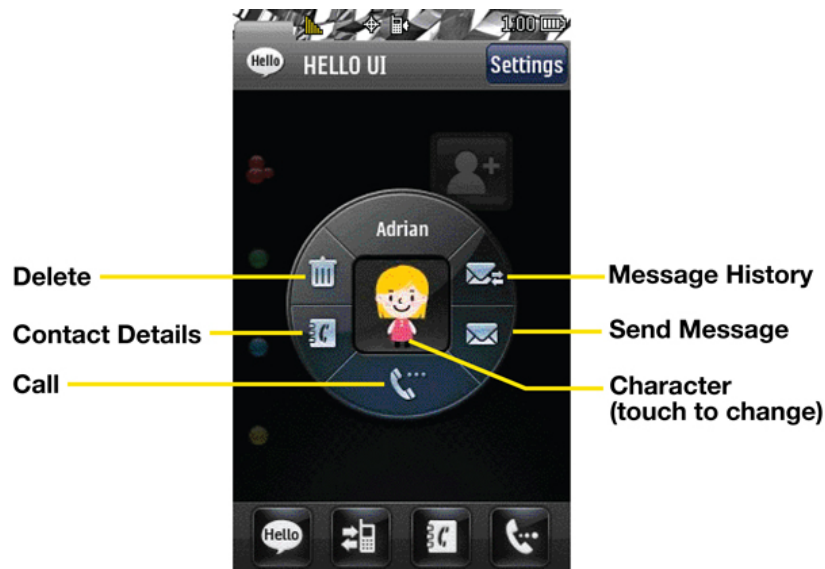 1:00
Hello
HELLO UI
Settings
Adrian
Delete
Message History
Contact Details
Send Message
Call
Character
(touch to change)
Hello